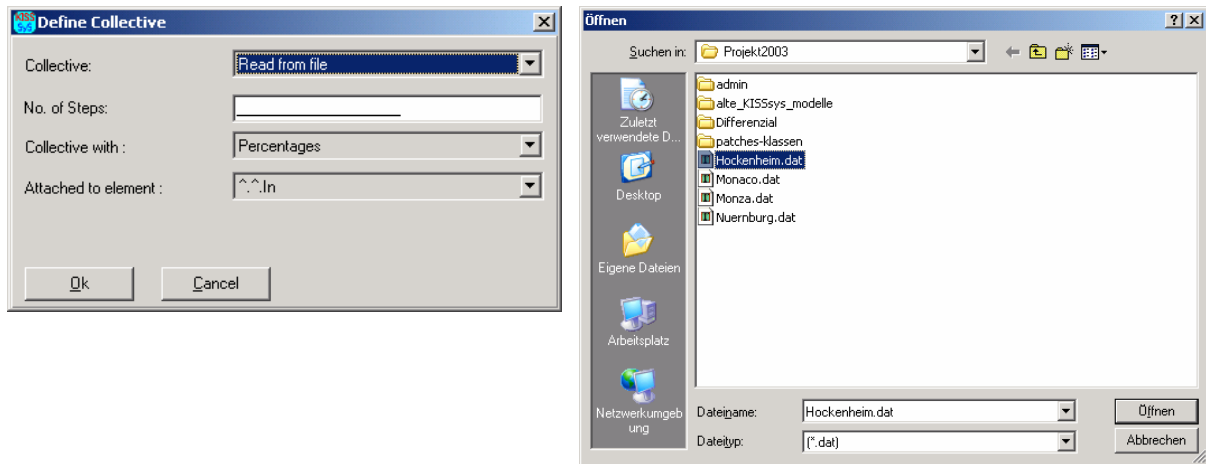 KISS
SyS
Define Collective
Collective:
Read from file
No. of Steps:
Collective with :
Percentages
Attached to element :
^.^.In
Ok
Cancel
Öffnen
Suchen in:
Projekt2003
Zuletzt
verwendete D...
Desktop
Eigene Dateien
Arbeitsplatz
Netzwerkumgeb
ung
admin
alte_KISSsys_modelle
Differenzial
patches-klassen
Hockenheim.dat
Monaco.dat
Monza.dat
Nuernburg.dat
Dateiname:
Hockenheim.dat
Öffnen
Dateityp:
(*.dat)
Abbrechen